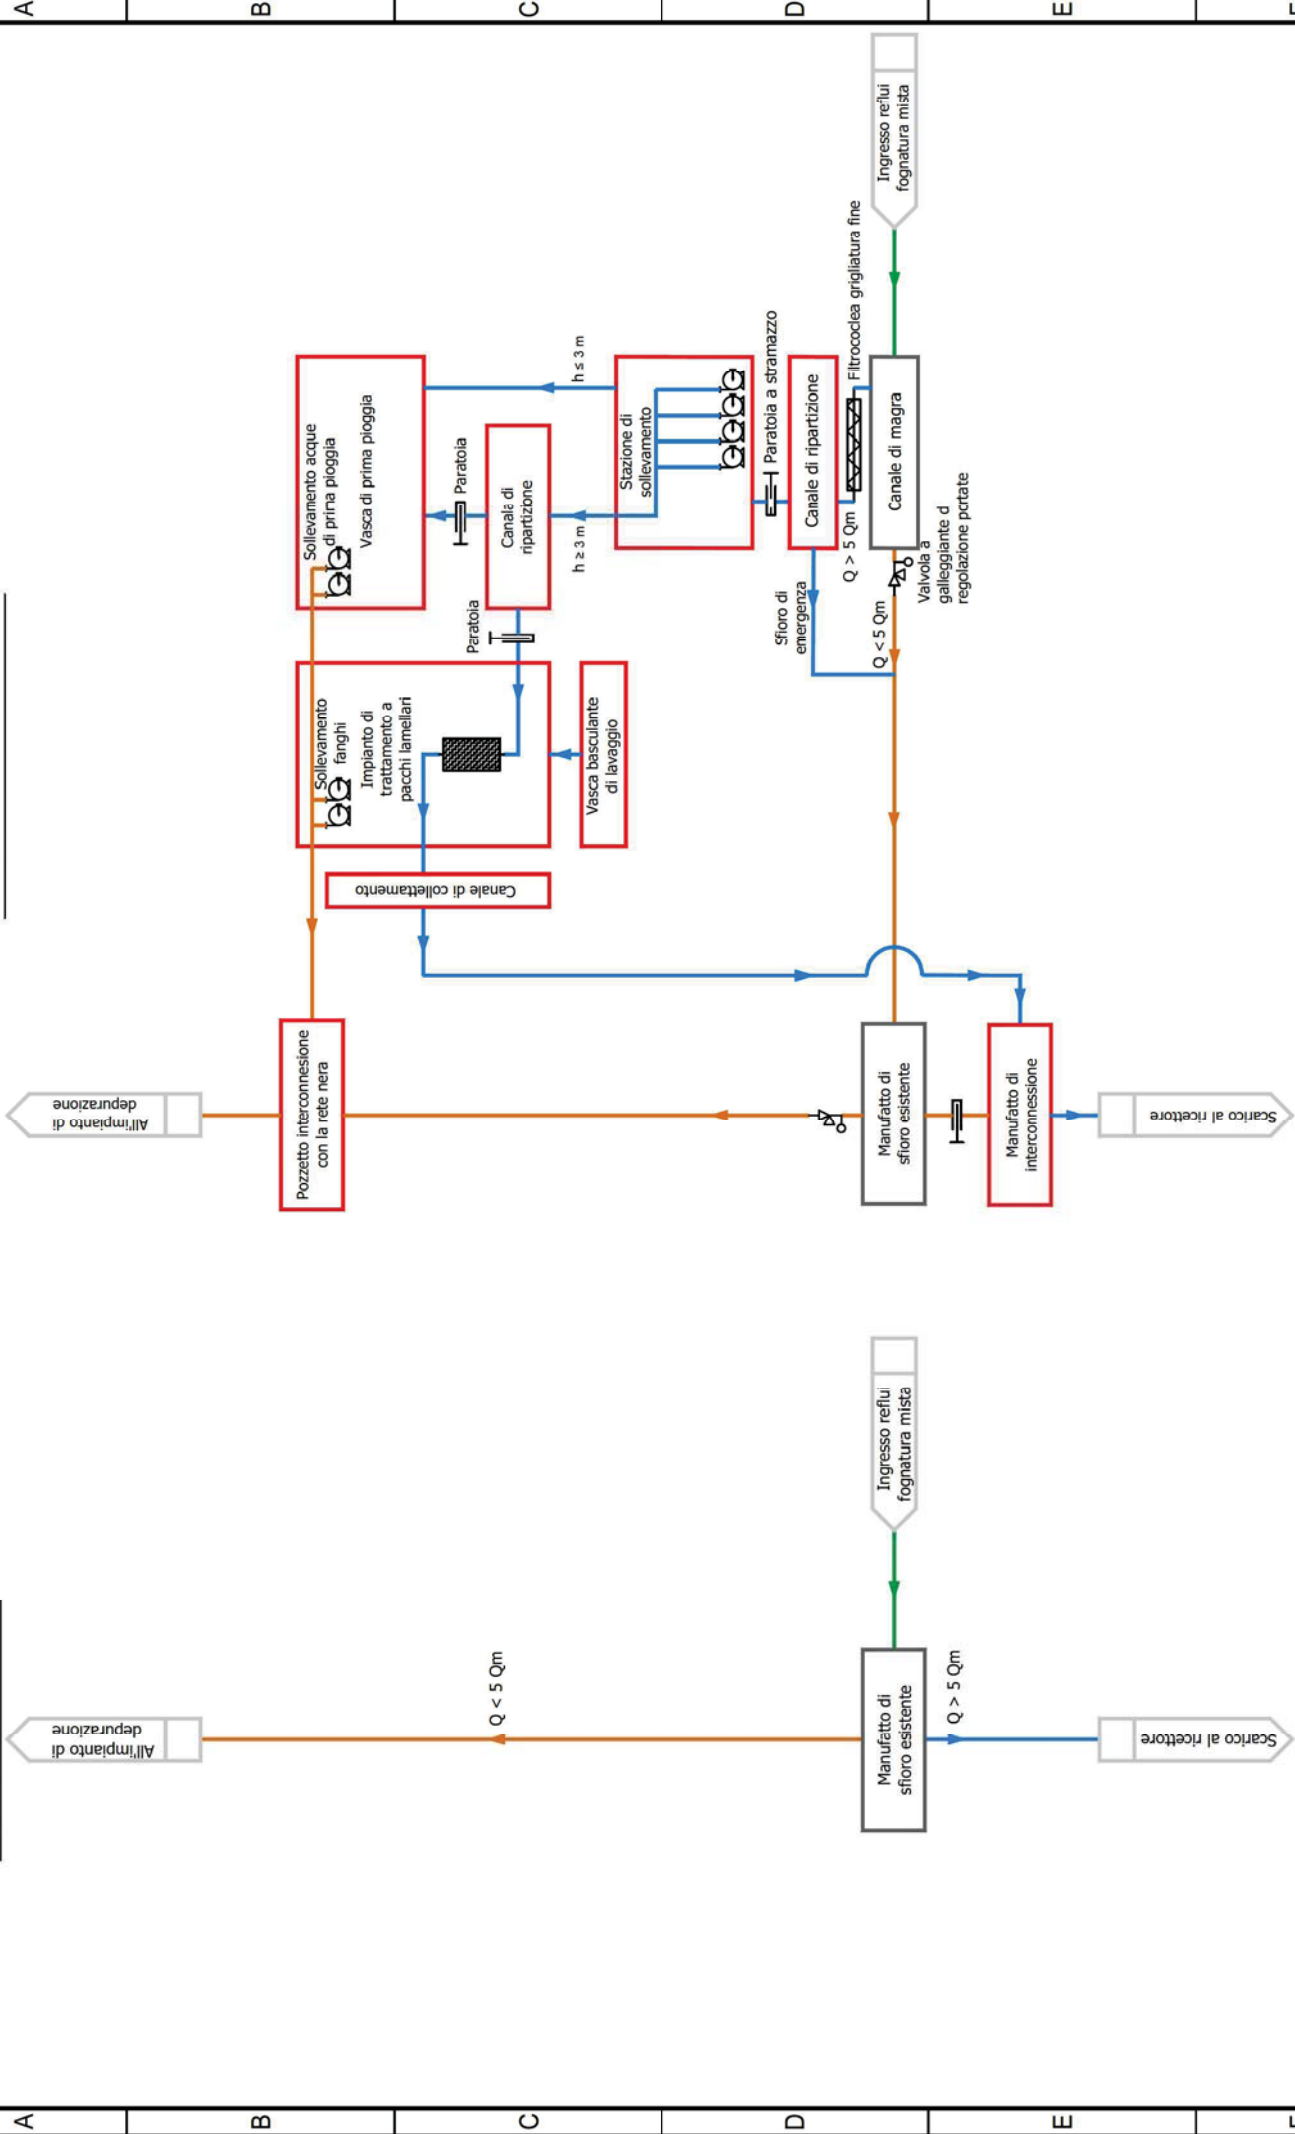 A
B
C
D
E
Ingresso reflui
fognatura mista
Filtrococlea grigliatura fine
Canale di magra
Valvola a
galleggiante d
regolazione portate
Q > 5 Qm
Q < 5 Qm
Canale di ripartizione
Sfioro di
emergenza
Paratoia a stramazzo
Stazione di
sollevamento
h ≤ 3 m
h ≥ 3 m
Canala di
ripartizione
Paratoia
Paratoia
Sollevamento acque
di prina pioggia
Vasca di prima pioggia
Sollevamento
fanghi
Impianto di
trattamento a
pacchi lamellari
Vasca basculante
di lavaggio
Canale di collettamento
Pozzetto interconnesione
con la rete nera
All'impianto di
depurazione
Manufatto di
sfioro esistente
Manufatto di
interconnessione
Scarico al ricettore
Ingresso reflui
fognatura mista
Manufatto di
sfioro esistente
Q < 5 Qm
Q > 5 Qm
All'impianto di
depurazione
Scarico al ricettore
A
B
C
D
E